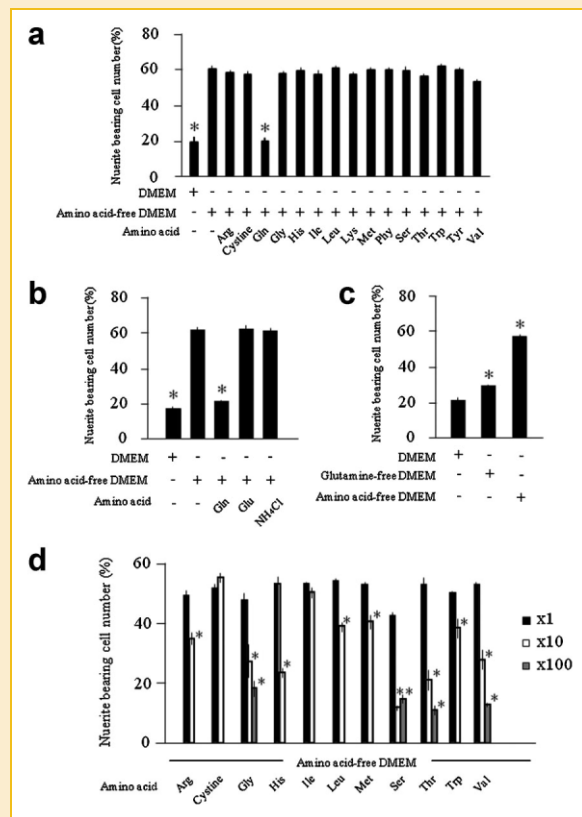 a
Nuerite bearing cell number(%)
80
60
40
20
0
* *
DMEM + - - - - - - - - - - - - - - - -
Amino acid-free DMEM - + + + + + + + + + + + + + + + +
Amino acid - - Arg Cystine Gln Gly His Ile Leu Lys Met Phy Ser Thr Trp Tyr Val
b
Nuerite bearing cell number(%)
80
60
40
20
0
* *
DMEM + - - - -
Amino acid-free DMEM - + + + +
Amino acid - - Gln Glu NH₄Cl
c
Nuerite bearing cell number(%)
80
60
40
20
0
* *
DMEM + - -
Glutamine-free DMEM - + -
Amino acid-free DMEM - - +
d
Nuerite bearing cell number (%)
60
40
20
0
* * * * * * * * * * * * * *
x1
x10
x100
Amino acid-free DMEM
Amino acid Arg Cystine Gly His Ile Leu Met Ser Thr Trp Val